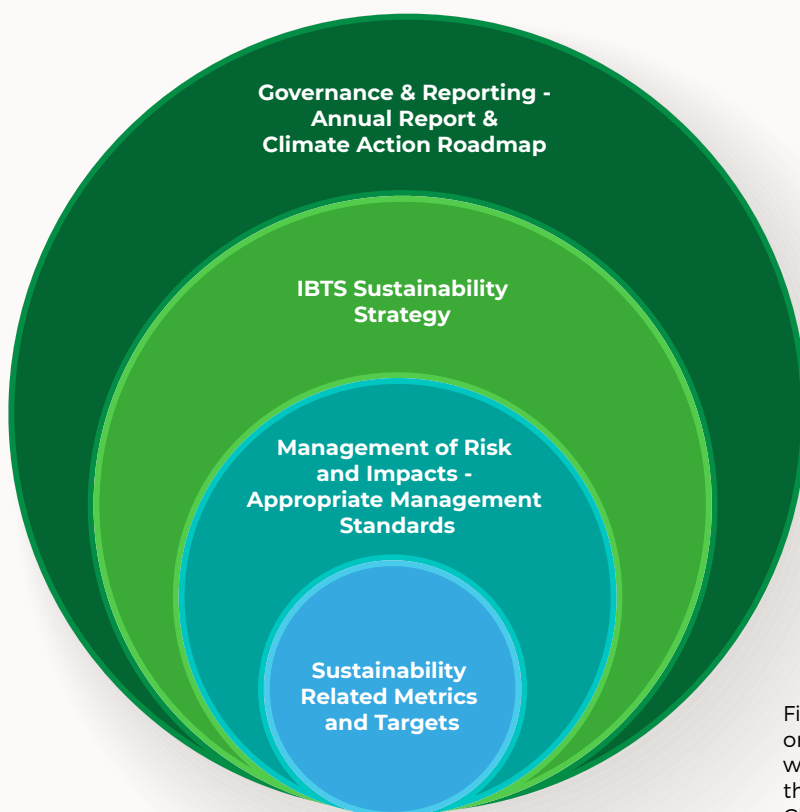 Governance & Reporting -
Annual Report &
Climate Action Roadmap
IBTS Sustainability
Strategy
Management of Risk
and Impacts -
Appropriate Management
Standards
Sustainability
Related Metrics
and Targets